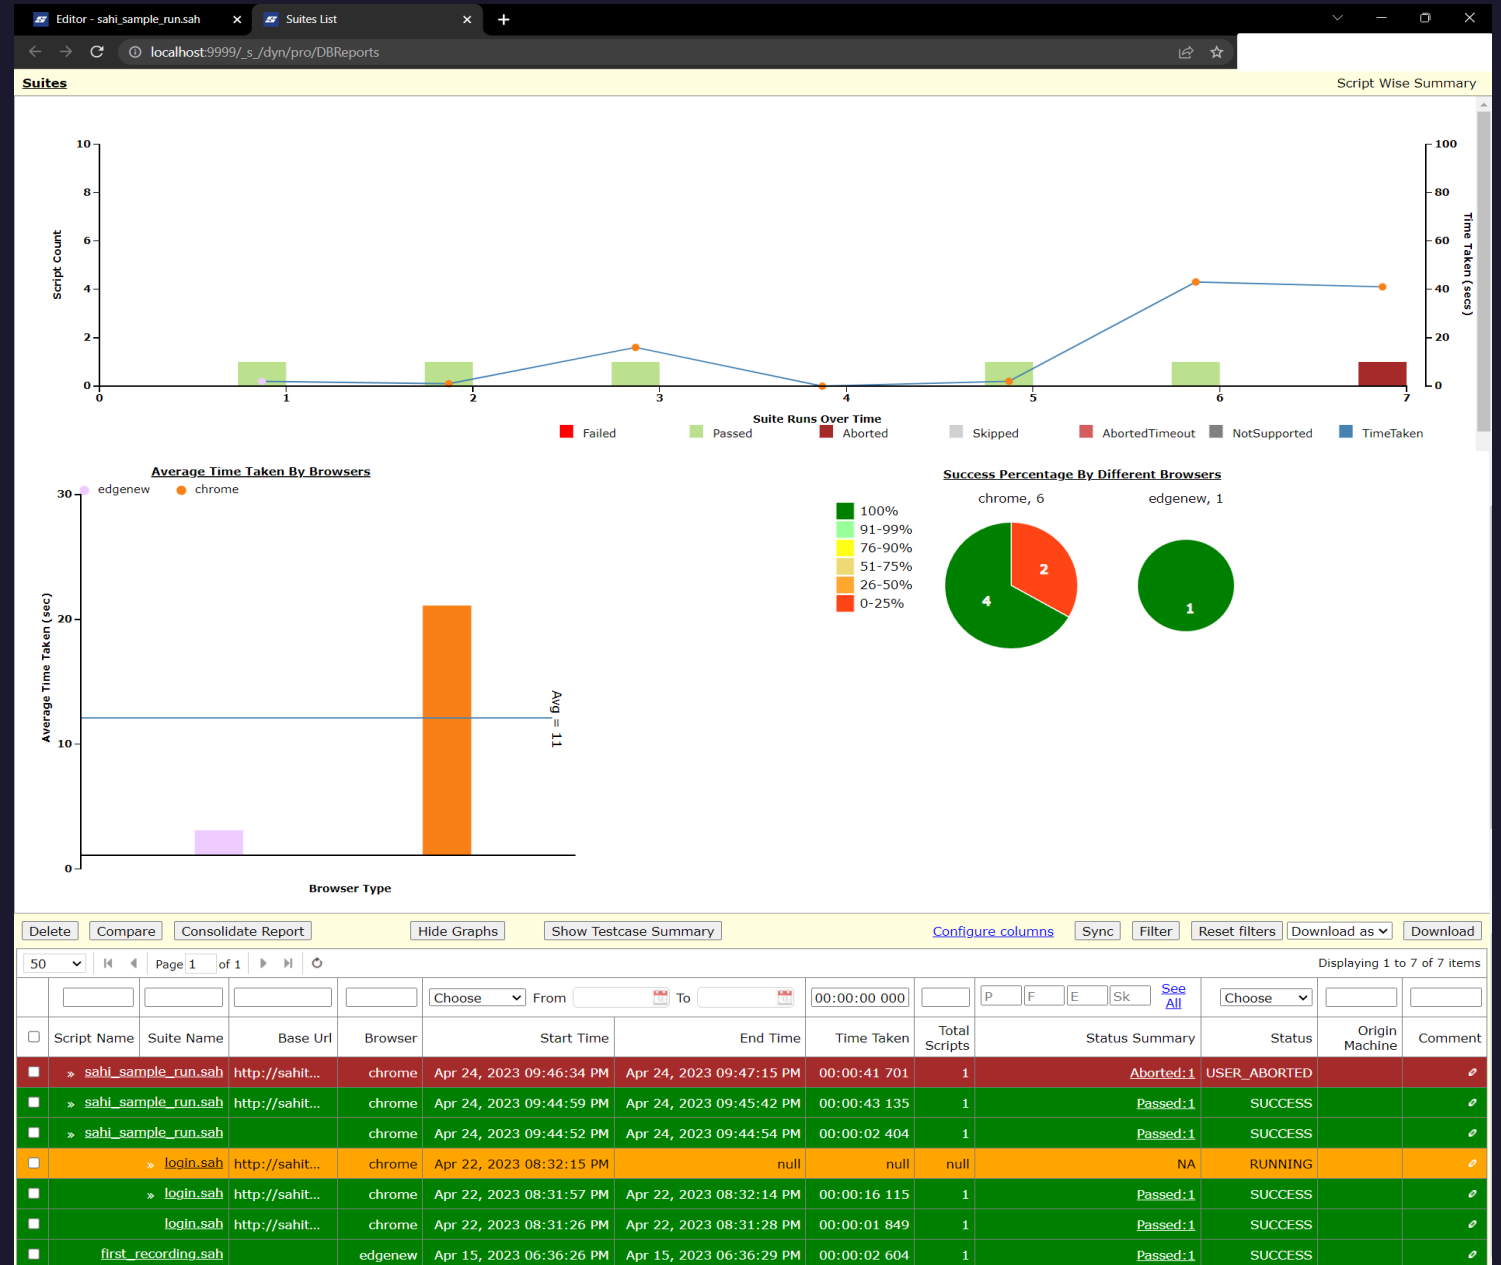 Editor - sahi_sample_run.sah
Suites List
localhost:9999/_s_/dyn/pro/DBReports
Suites Script Wise Summary
10 100
8 80
6 60
4 40
2 20
0 0
Script Count
Time Taken (secs)
0 1 2 3 4 5 6 7
Suite Runs Over Time
Failed Passed Aborted Skipped AbortedTimeout NotSupported TimeTaken
Average Time Taken By Browsers
edgenew chrome
30
20
10
0
Average Time Taken (sec)
Avg = 11
Browser Type
Success Percentage By Different Browsers
chrome, 6 edgenew, 1
100%
91-99%
76-90%
51-75%
26-50%
0-25%
2
4
1
Delete Compare Consolidate Report Hide Graphs Show Testcase Summary Configure columns Sync Filter Reset filters Download as Download
50 Page 1 of 1 Displaying 1 to 7 of 7 items
Choose From To 00:00:00 000 P F E Sk See All Choose
Script Name Suite Name Base Url Browser Start Time End Time Time Taken Total Scripts Status Summary Status Origin Machine Comment
» sahi_sample_run.sah http://sahit... chrome Apr 24, 2023 09:46:34 PM Apr 24, 2023 09:47:15 PM 00:00:41 701 1 Aborted:1 USER_ABORTED
» sahi_sample_run.sah http://sahit... chrome Apr 24, 2023 09:44:59 PM Apr 24, 2023 09:45:42 PM 00:00:43 135 1 Passed:1 SUCCESS
» sahi_sample_run.sah chrome Apr 24, 2023 09:44:52 PM Apr 24, 2023 09:44:54 PM 00:00:02 404 1 Passed:1 SUCCESS
» login.sah http://sahit... chrome Apr 22, 2023 08:32:15 PM null null null NA RUNNING
» login.sah http://sahit... chrome Apr 22, 2023 08:31:57 PM Apr 22, 2023 08:32:14 PM 00:00:16 115 1 Passed:1 SUCCESS
login.sah http://sahit... chrome Apr 22, 2023 08:31:26 PM Apr 22, 2023 08:31:28 PM 00:00:01 849 1 Passed:1 SUCCESS
first_recording.sah edgenew Apr 15, 2023 06:36:26 PM Apr 15, 2023 06:36:29 PM 00:00:02 604 1 Passed:1 SUCCESS